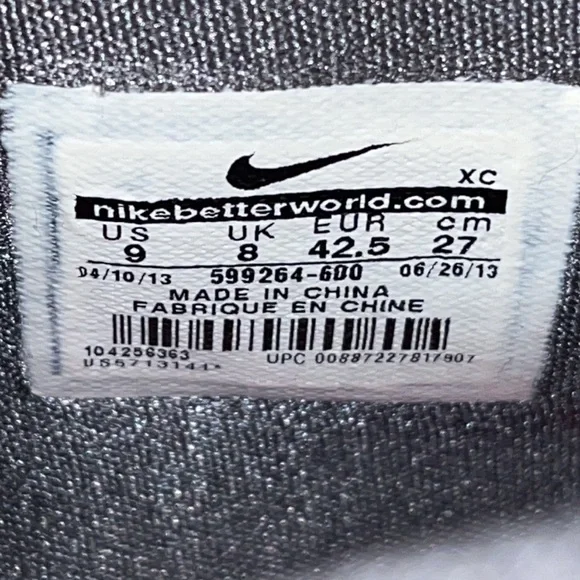 XC
nikebetterworld.com
US UK EUR cm
9 8 42.5 27
04/10/13 599264-600 06/26/13
MADE IN CHINA
FABRIQUE EN CHINE
104256363 UPC 00887227817907
US5713141*